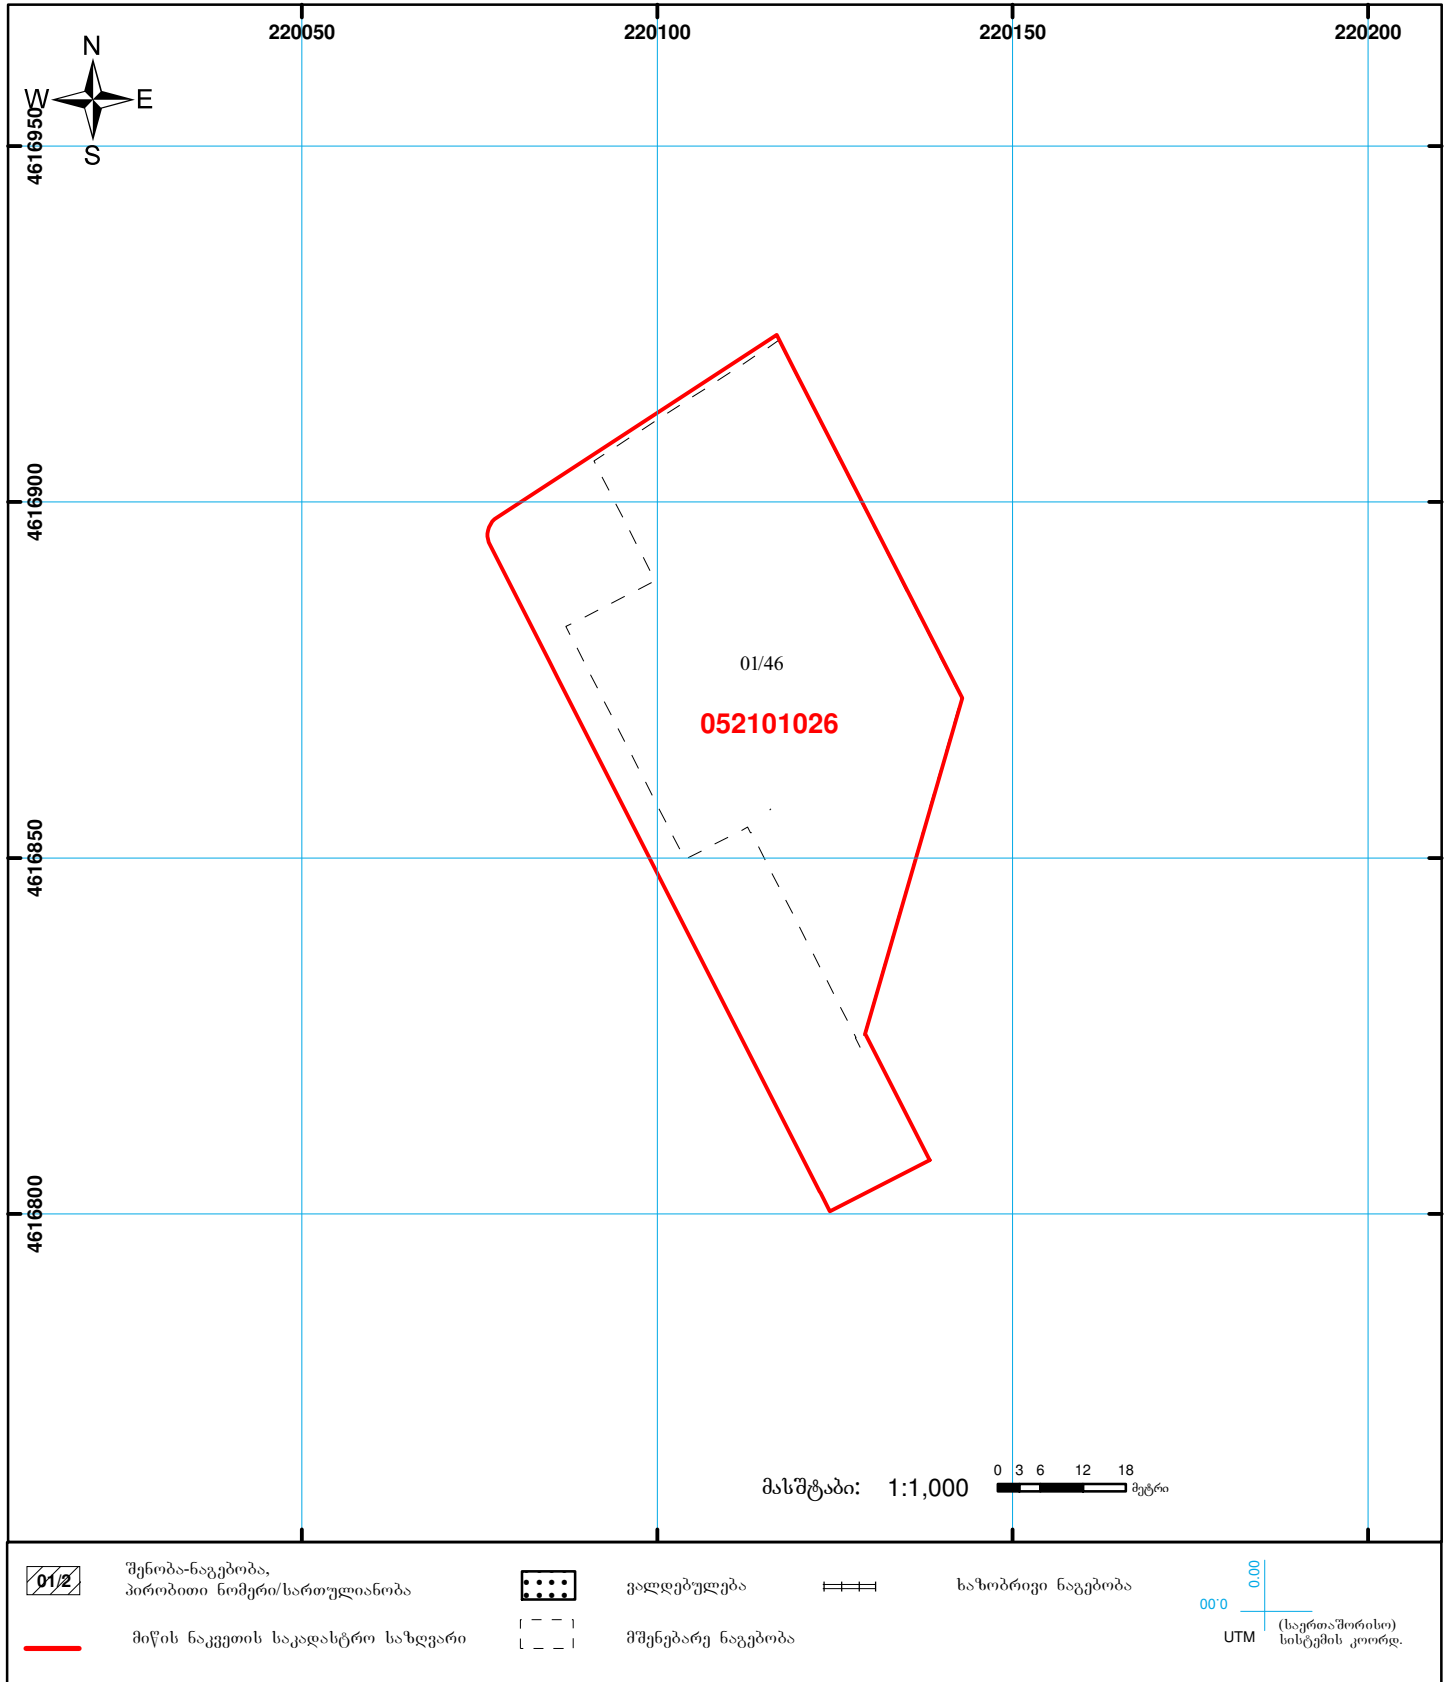 220050 220100 220150 220200
N
W E
S
4616950
4616900
4616850
4616800
01/46
052101026
მასშტაბი: 1:1,000
0 3 6 12 18
მეტრი
01/2
შენობა-ნაგებობა,
პირობითი ნომერი/სართულიანობა
ვალდებულება
ხაზობრივი ნაგებობა
მიწის ნაკვეთის საკადასტრო საზღვარი
მშენებარე ნაგებობა
0.00
0.00
UTM
(საერთაშორისო)
სისტემის კოორდ.